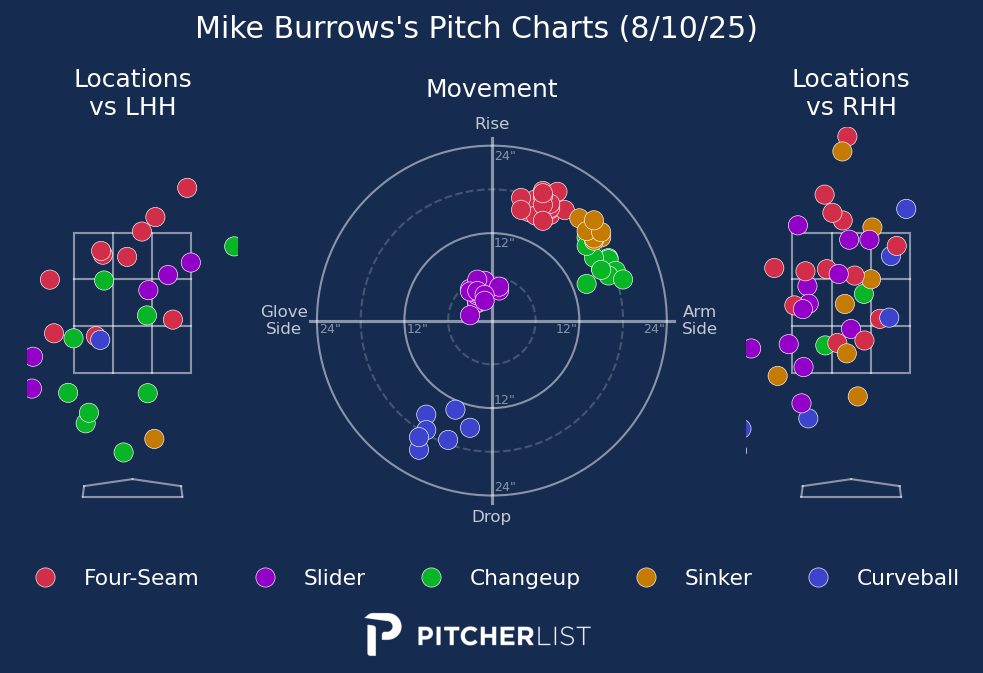 Mike Burrows's Pitch Charts (8/10/25)
Locations
vs LHH
Movement
Locations
vs RHH
Rise
24"
12"
Glove
Side
24"
12"
12"
24"
Arm
Side
12"
24"
Drop
Four-Seam
Slider
Changeup
Sinker
Curveball
PITCHERLIST